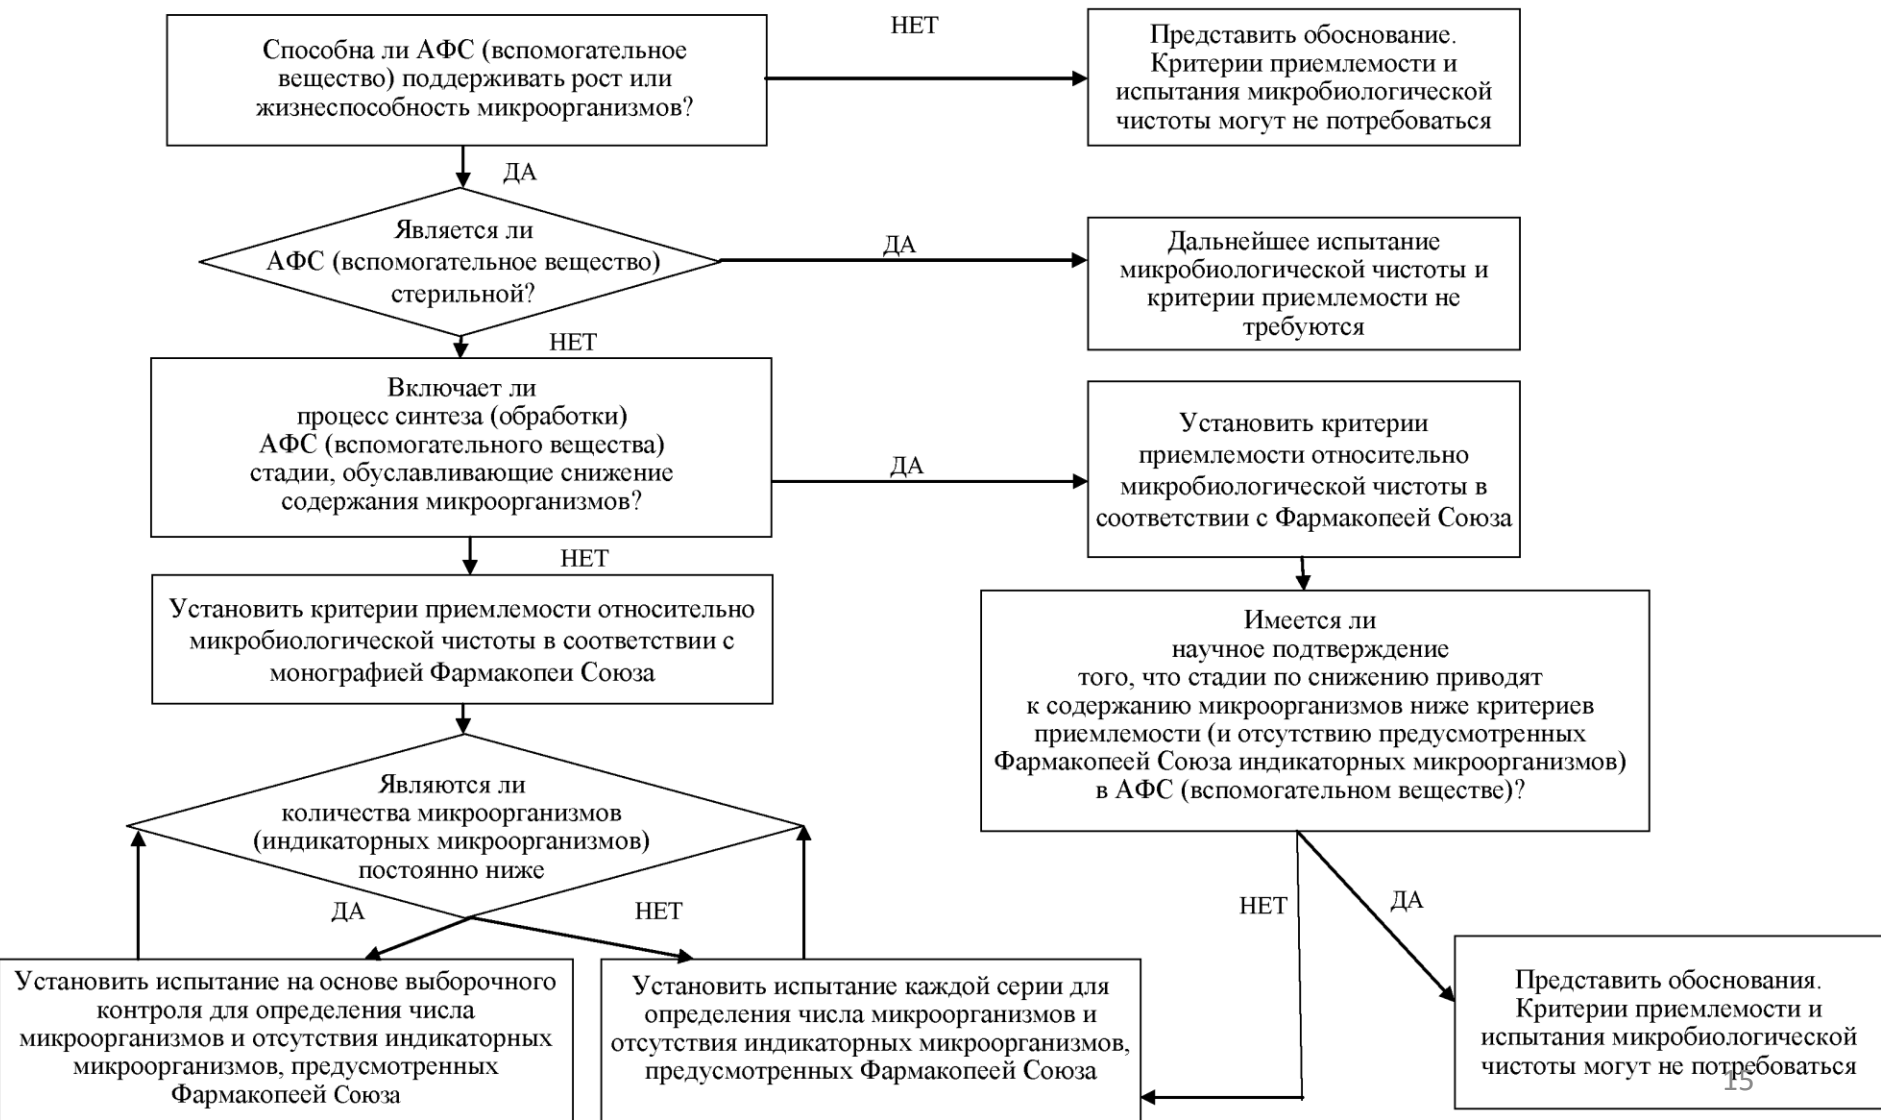 Способна ли АФС (вспомогательное
вещество) поддерживать рост или
жизнеспособность микроорганизмов?
НЕТ
Представить обоснование.
Критерии приемлемости и
испытания микробиологической
чистоты могут не потребоваться
ДА
Является ли
АФС (вспомогательное вещество)
стерильной?
ДА
Дальнейшее испытание
микробиологической чистоты и
критерии приемлемости не
требуются
НЕТ
Включает ли
процесс синтеза (обработки)
АФС (вспомогательного вещества)
стадии, обуславливающие снижение
содержания микроорганизмов?
ДА
Установить критерии
приемлемости относительно
микробиологической чистоты в
соответствии с Фармакопеей Союза
НЕТ
Установить критерии приемлемости относительно
микробиологической чистоты в соответствии с
монографией Фармакопеи Союза
Имеется ли
научное подтверждение
того, что стадии по снижению приводят
к содержанию микроорганизмов ниже критериев
приемлемости (и отсутствию предусмотренных
Фармакопеей Союза индикаторных микроорганизмов)
в АФС (вспомогательном веществе)?
Являются ли
количества микроорганизмов
(индикаторных микроорганизмов)
постоянно ниже
ДА
НЕТ
НЕТ
ДА
Установить испытание на основе выборочного
контроля для определения числа
микроорганизмов и отсутствия индикаторных
микроорганизмов, предусмотренных
Фармакопеей Союза
Установить испытание каждой серии для
определения числа микроорганизмов и
отсутствия индикаторных микроорганизмов,
предусмотренных Фармакопеей Союза
Представить обоснования.
Критерии приемлемости и
испытания микробиологической
чистоты могут не потребоваться
15